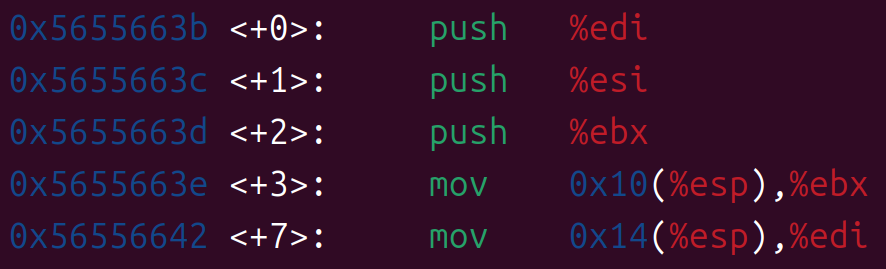 0x5655663b <+0>: push %edi
0x5655663c <+1>: push %esi
0x5655663d <+2>: push %ebx
0x5655663e <+3>: mov 0x10(%esp),%ebx
0x56556642 <+7>: mov 0x14(%esp),%edi